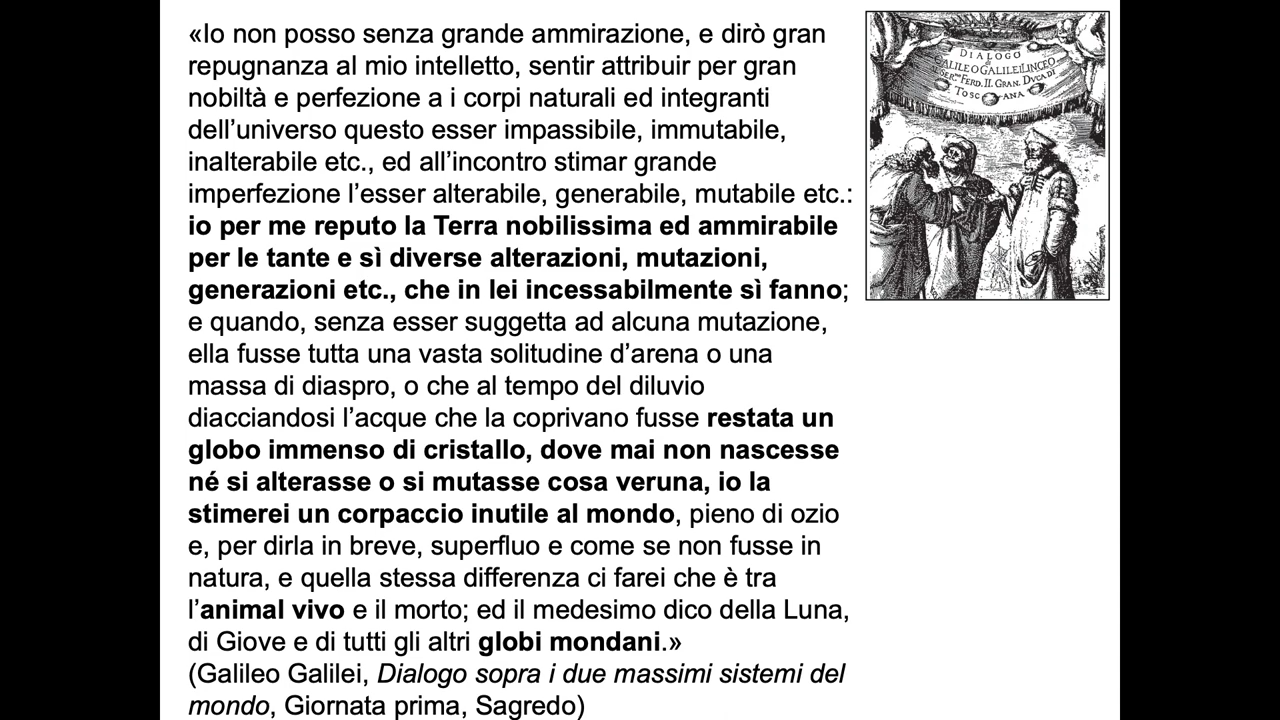 «Io non posso senza grande ammirazione, e dirò gran
repugnanza al mio intelletto, sentir attribuir per gran
nobiltà e perfezione a i corpi naturali ed integranti
dell’universo questo esser impassibile, immutabile,
inalterabile etc., ed all’incontro stimar grande
imperfezione l’esser alterabile, generabile, mutabile etc.:
io per me reputo la Terra nobilissima ed ammirabile
per le tante e sì diverse alterazioni, mutazioni,
generazioni etc., che in lei incessabilmente sì fanno;
e quando, senza esser suggetta ad alcuna mutazione,
ella fusse tutta una vasta solitudine d’arena o una
massa di diaspro, o che al tempo del diluvio
diacciandosi l’acque che la coprivano fusse restata un
globo immenso di cristallo, dove mai non nascesse
né si alterasse o si mutasse cosa veruna, io la
stimerei un corpaccio inutile al mondo, pieno di ozio
e, per dirla in breve, superfluo e come se non fusse in
natura, e quella stessa differenza ci farei che è tra
l’animal vivo e il morto; ed il medesimo dico della Luna,
di Giove e di tutti gli altri globi mondani.»
(Galileo Galilei, Dialogo sopra i due massimi sistemi del
mondo, Giornata prima, Sagredo)
DIALOGO
GALILEO GALILEI LINCEO
FERD. II. GRAN. DVCA DI
TOSCANA